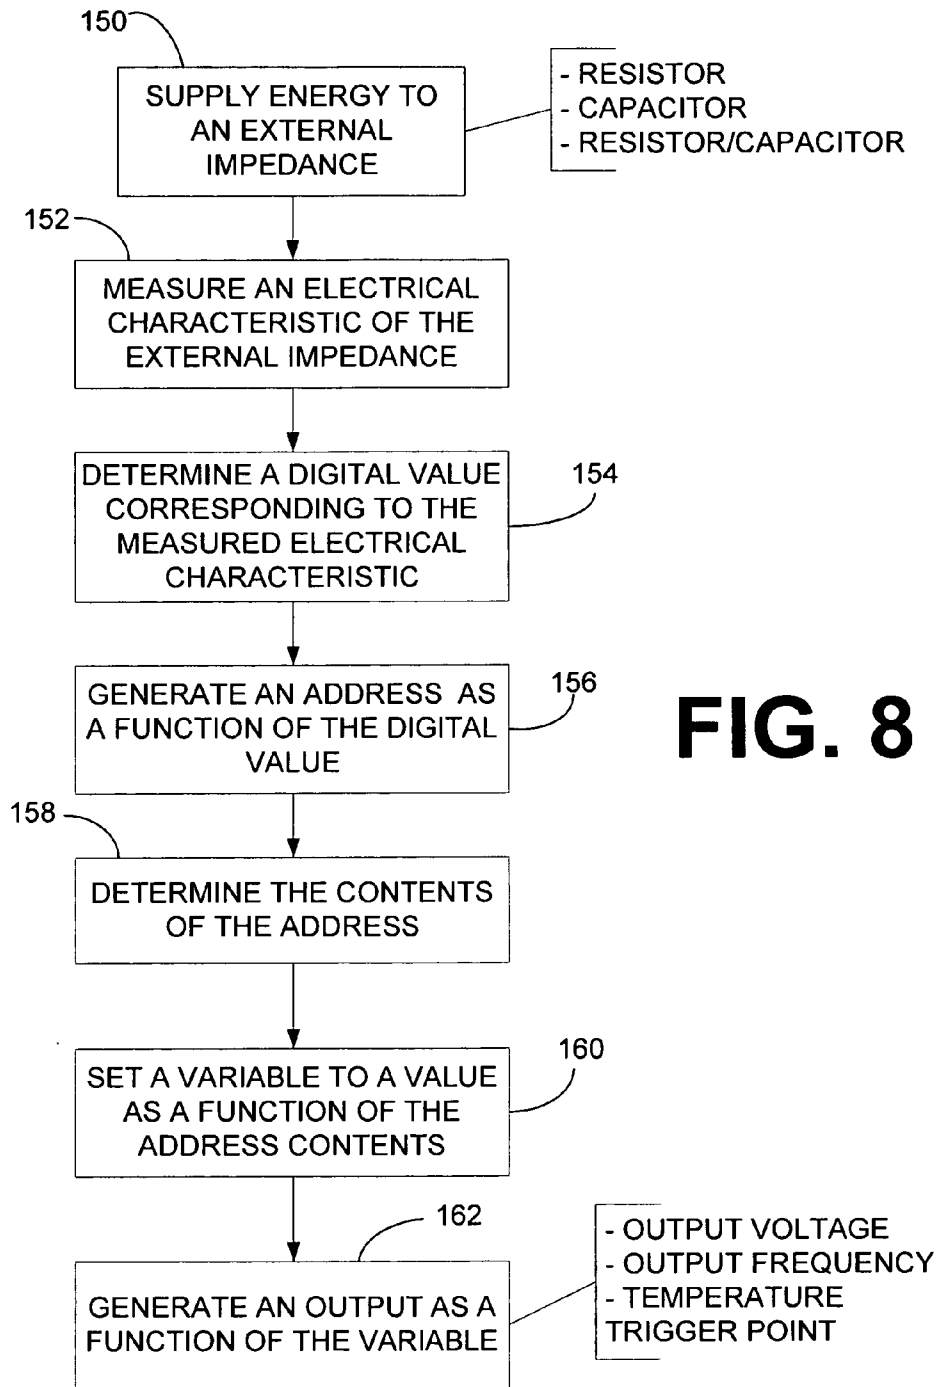 150
SUPPLY ENERGY TO
AN EXTERNAL
IMPEDANCE
- RESISTOR
- CAPACITOR
- RESISTOR/CAPACITOR
152
MEASURE AN ELECTRICAL
CHARACTERISTIC OF THE
EXTERNAL IMPEDANCE
DETERMINE A DIGITAL VALUE
CORRESPONDING TO THE
MEASURED ELECTRICAL
CHARACTERISTIC
154
GENERATE AN ADDRESS AS
A FUNCTION OF THE DIGITAL
VALUE
156
FIG. 8
158
DETERMINE THE CONTENTS
OF THE ADDRESS
SET A VARIABLE TO A VALUE
AS A FUNCTION OF THE
ADDRESS CONTENTS
160
162
GENERATE AN OUTPUT AS A
FUNCTION OF THE VARIABLE
- OUTPUT VOLTAGE
- OUTPUT FREQUENCY
- TEMPERATURE
TRIGGER POINT